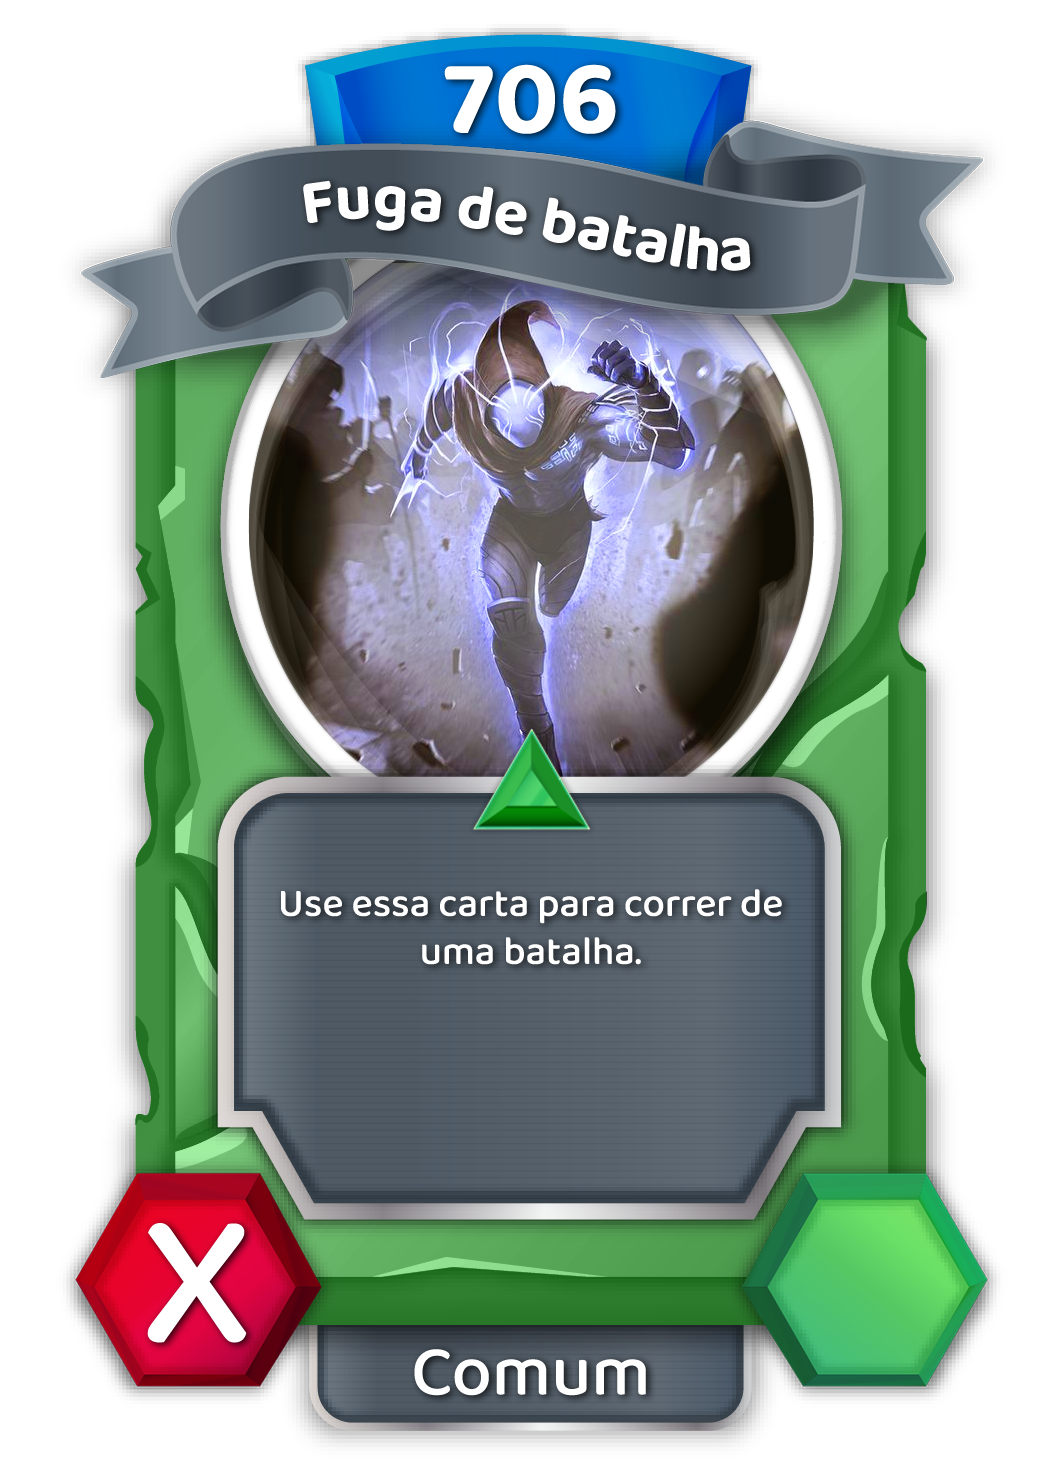 706
Fuga de batalha
Use essa carta para correr de
uma batalha.
X
Comum